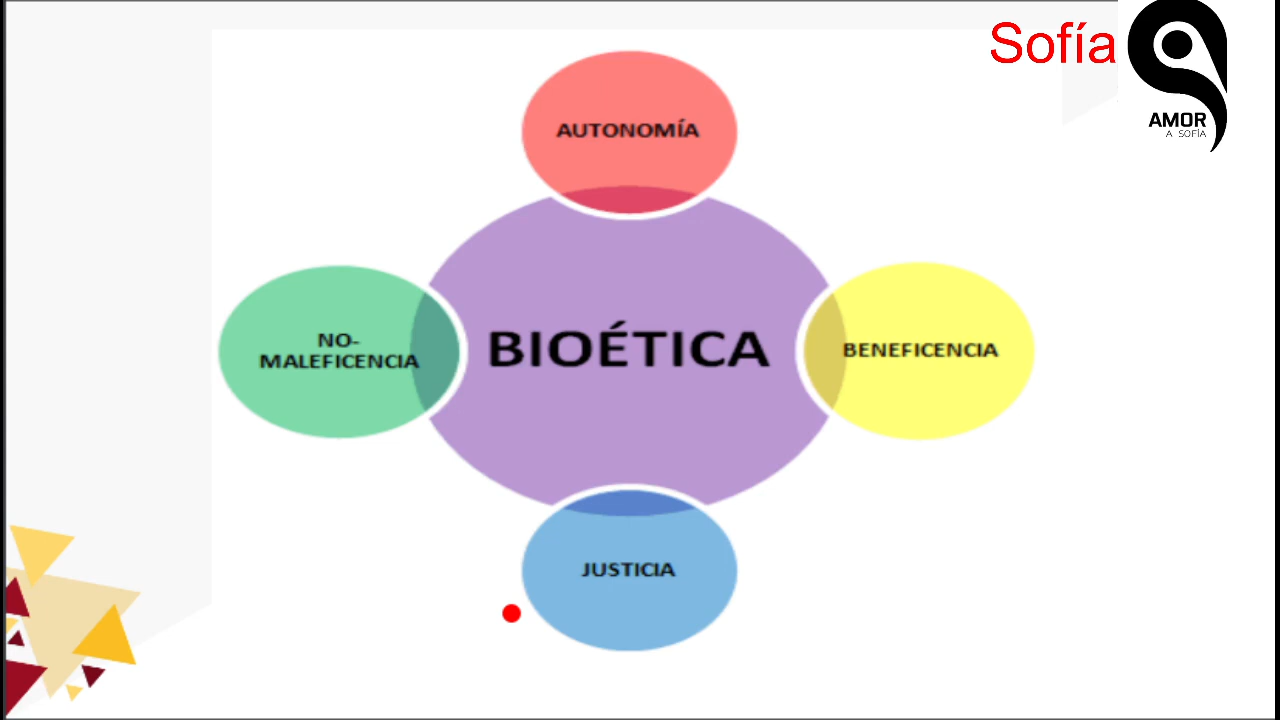 Sofía
AMOR
A SOFÍA
AUTONOMÍA
NO-
MALEFICENCIA
BIOÉTICA
BENEFICENCIA
JUSTICIA